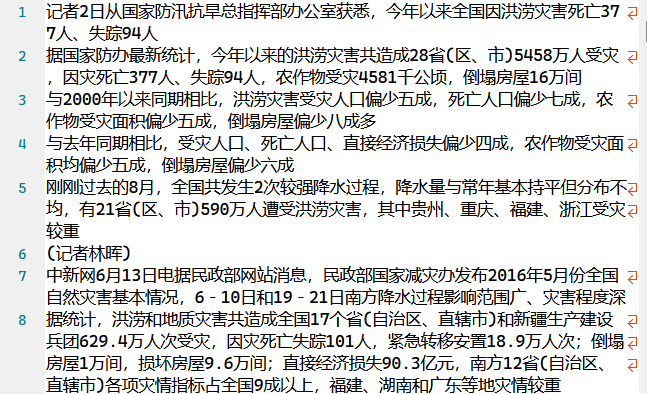 1 记者2日从国家防汛抗旱总指挥部办公室获悉，今年以来全国因洪涝灾害死亡37
7人、失踪94人
2 据国家防办最新统计，今年以来的洪涝灾害共造成28省(区、市)5458万人受灾
，因灾死亡377人、失踪94人，农作物受灾4581千公顷，倒塌房屋16万间
3 与2000年以来同期相比，洪涝灾害受灾人口偏少五成，死亡人口偏少七成，农
作物受灾面积偏少五成，倒塌房屋偏少八成多
4 与去年同期相比，受灾人口、死亡人口、直接经济损失偏少四成，农作物受灾面
积均偏少五成，倒塌房屋偏少六成
5 刚刚过去的8月，全国共发生2次较强降水过程，降水量与常年基本持平但分布不
均，有21省(区、市)590万人遭受洪涝灾害，其中贵州、重庆、福建、浙江受灾
较重
6 (记者林晖)
7 中新网6月13日电据民政部网站消息，民政部国家减灾办发布2016年5月份全国
自然灾害基本情况，6－10日和19－21日南方降水过程影响范围广、灾害程度深
8 据统计，洪涝和地质灾害共造成全国17个省(自治区、直辖市)和新疆生产建设
兵团629.4万人次受灾，因灾死亡失踪101人，紧急转移安置18.9万人次；倒塌
房屋1万间，损坏房屋9.6万间；直接经济损失90.3亿元，南方12省(自治区、
直辖市)各项灾情指标占全国9成以上，福建、湖南和广东等地灾情较重